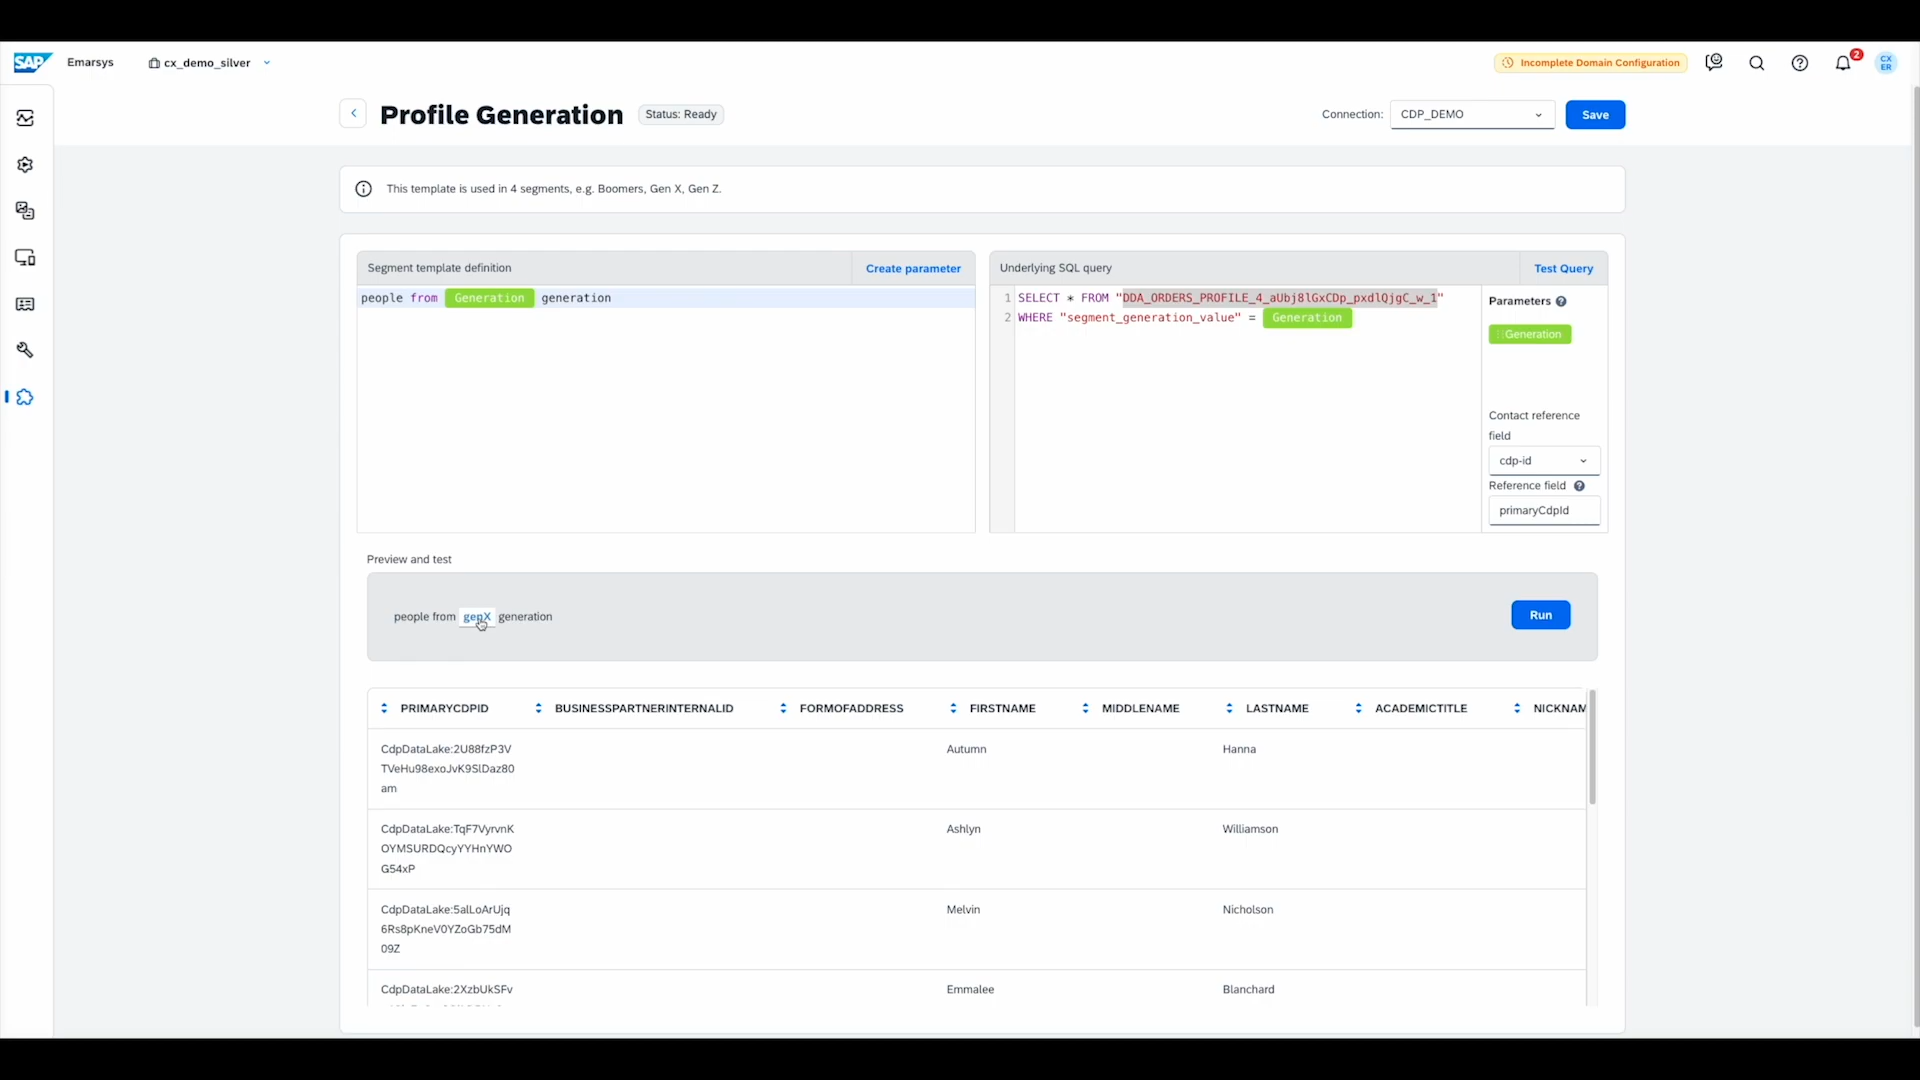 SAP Emarsys cx_demo_silver Incomplete Domain Configuration 2 CX ER
Profile Generation Status: Ready Connection: CDP_DEMO Save
This template is used in 4 segments, e.g. Boomers, Gen X, Gen Z.
Segment template definition Create parameter
people from Generation generation
Underlying SQL query Test Query
1 SELECT * FROM "DDA_ORDERS_PROFILE_4_aUbj8lGxCDp_pxdlQjgC_w_1"
2 WHERE "segment_generation_value" = Generation
Parameters ?
Generation
Contact reference
field
cdp-id
Reference field ?
primaryCdpId
Preview and test
people from genX generation Run
PRIMARYCDPID BUSINESSPARTNERINTERNALID FORMOFADDRESS FIRSTNAME MIDDLENAME LASTNAME ACADEMICTITLE NICKNAM
CdpDataLake:2U88fzP3V Autumn Hanna
TVeHu98exoJvK9SlDaz80
am
CdpDataLake:TqF7VyrvnK Ashlyn Williamson
OYMSURDQcyYYHnYWO
G54xP
CdpDataLake:5alLoArUjq Melvin Nicholson
6Rs8pKneV0YZoGb75dM
09Z
CdpDataLake:2XzbUkSFv Emmalee Blanchard